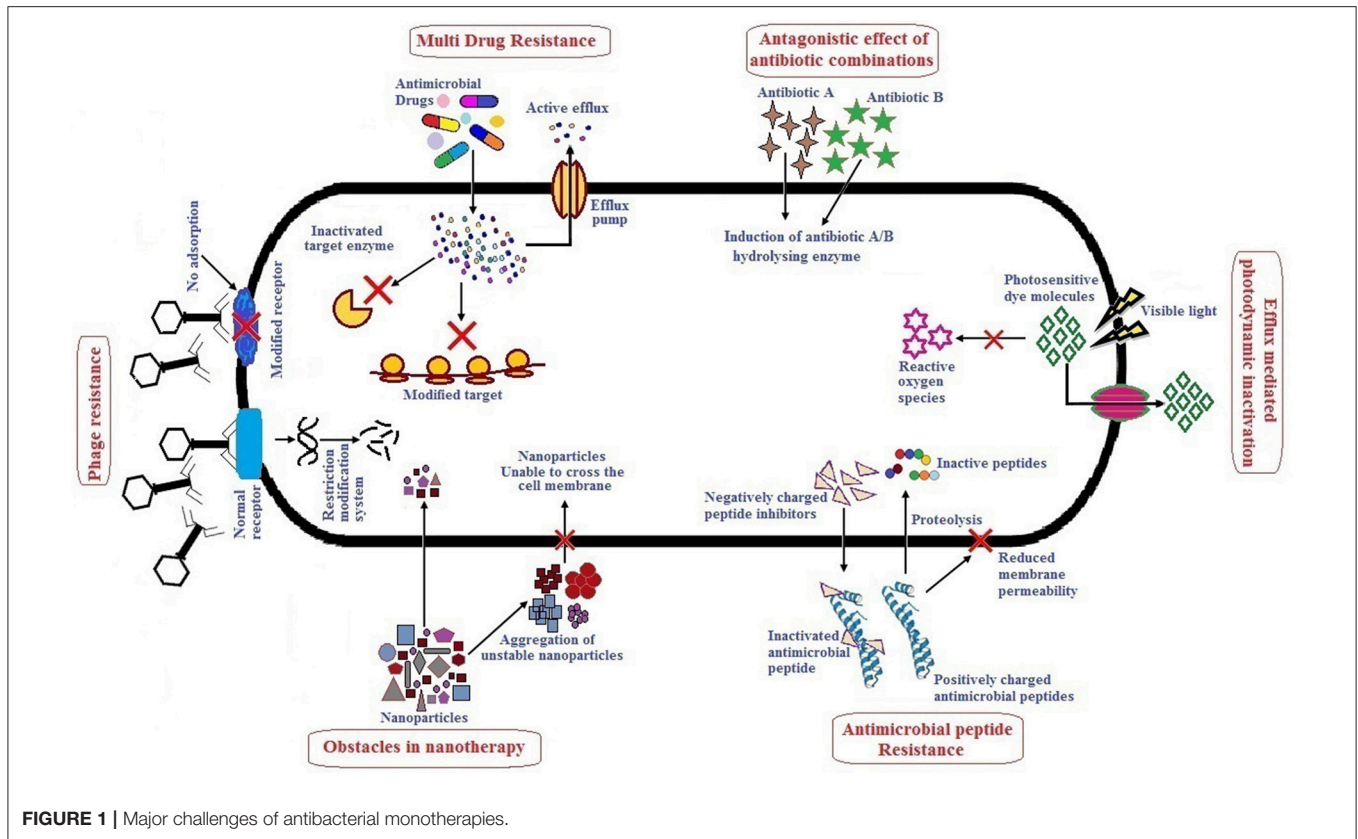 Multi Drug Resistance
Antimicrobial
Drugs
Active efflux
Efflux
pump
Inactivated
target enzyme
Modified target
Antagonistic effect of
antibiotic combinations
Antibiotic A
Antibiotic B
Induction of antibiotic A/B
hydrolysing enzyme
Efflux mediated
photodynamic inactivation
Photosensitive
dye molecules
Visible light
Reactive
oxygen
species
Phage resistance
No adsorption
Modified receptor
Normal
receptor
Restriction
modification
system
Nanoparticles
Unable to cross the
cell membrane
Aggregation of
unstable nanoparticles
Nanoparticles
Obstacles in nanotherapy
Negatively charged
peptide inhibitors
Inactive peptides
Proteolysis
Reduced
membrane
permeability
Inactivated
antimicrobial
peptide
Positively charged
antimicrobial peptides
Antimicrobial peptide
Resistance
FIGURE 1 | Major challenges of antibacterial monotherapies.